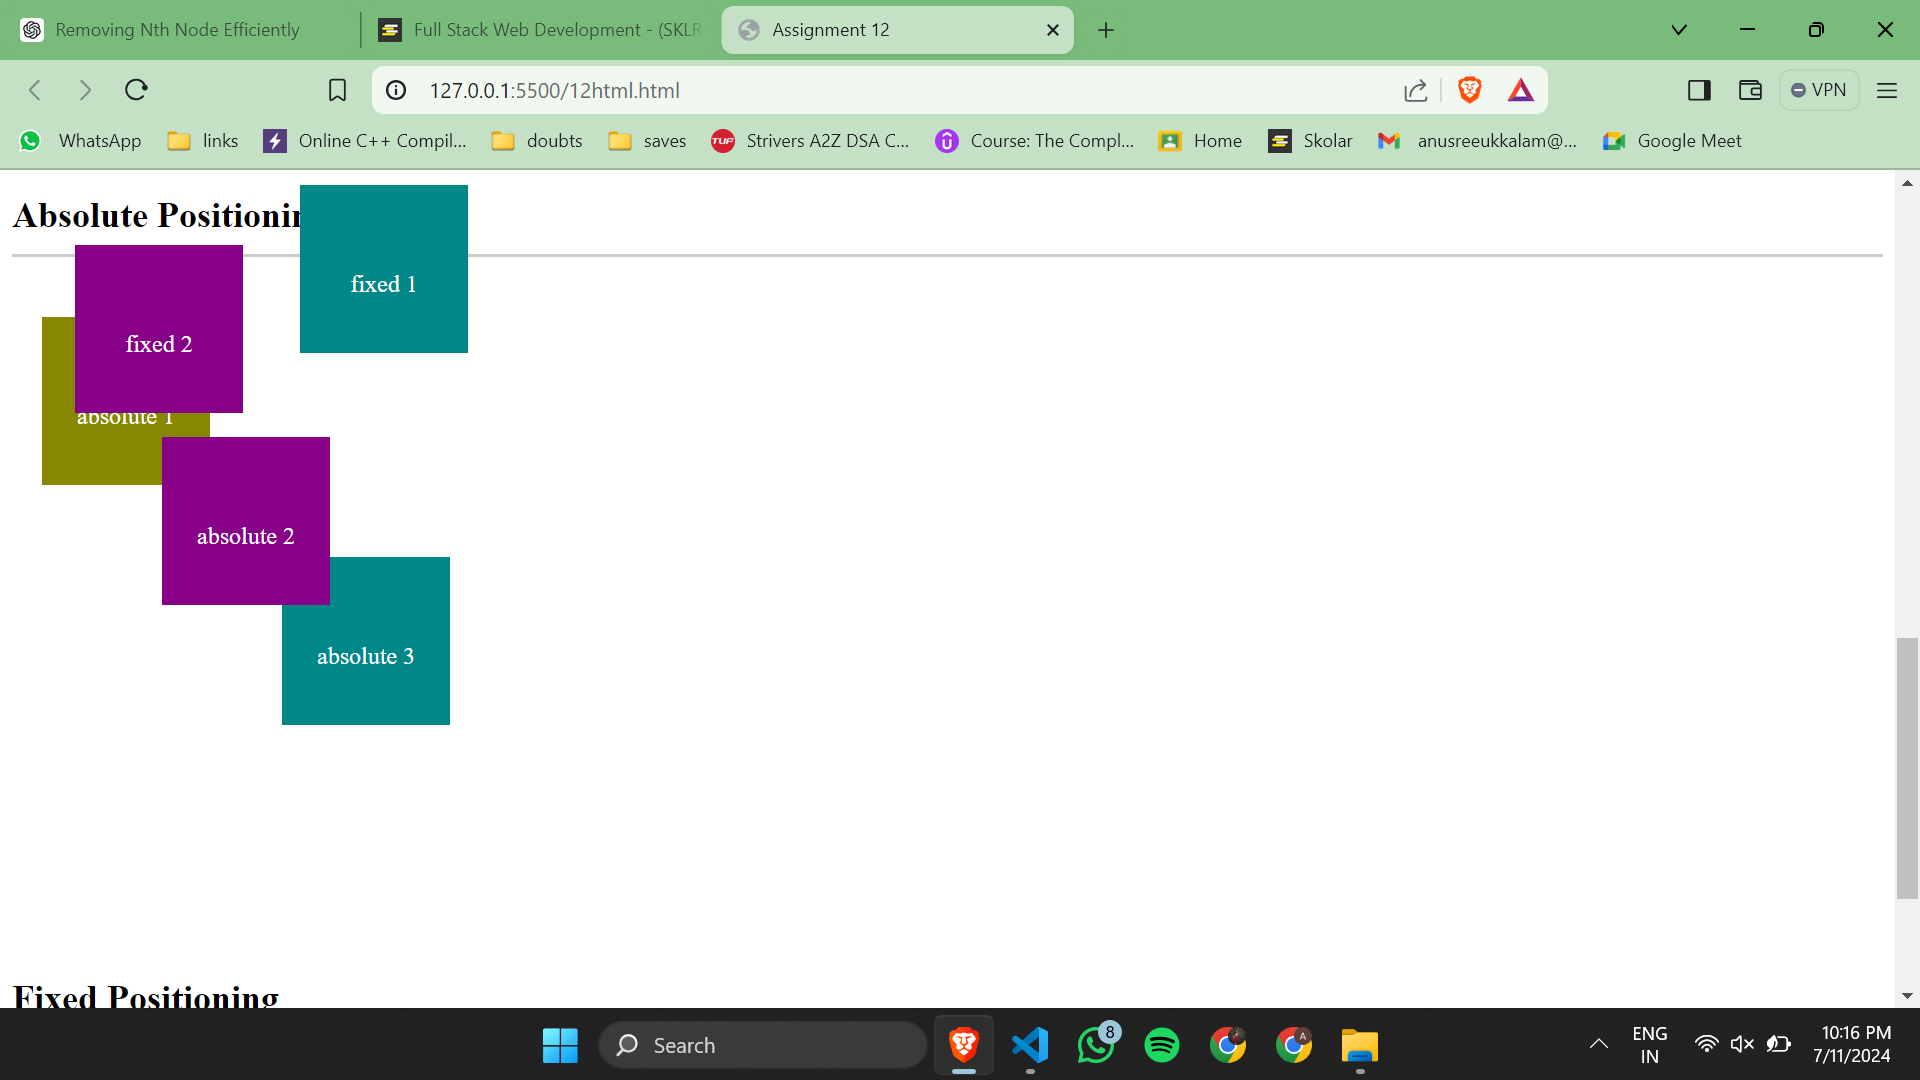 Removing Nth Node Efficiently
Full Stack Web Development - (SKLR
Assignment 12
127.0.0.1:5500/12html.html
VPN
WhatsApp
links
Online C++ Compil...
doubts
saves
TUF
Strivers A2Z DSA C...
Course: The Compl...
Home
Skolar
anusreeukkalam@...
Google Meet
Absolute Positionin
fixed 1
fixed 2
absolute 1
absolute 2
absolute 3
Fixed Positioning
Search
8
A
ENG
IN
10:16 PM
7/11/2024